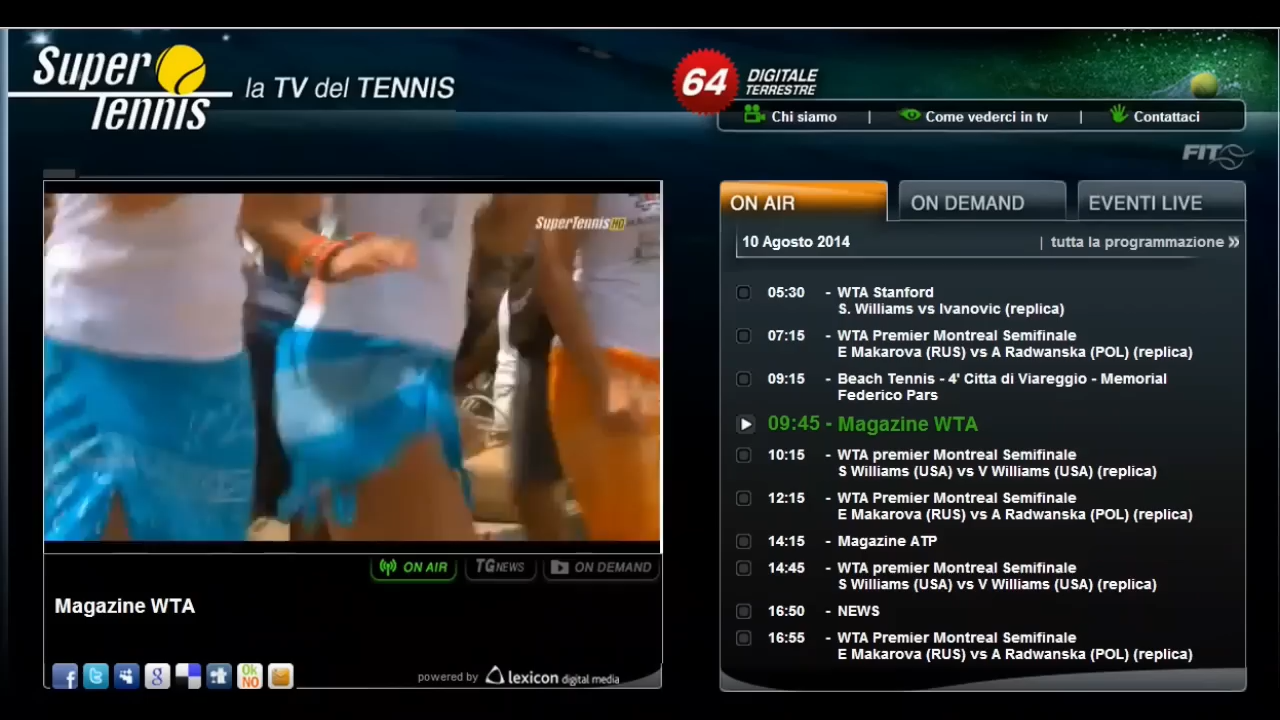 Super
Tennis
la TV del TENNIS
64
DIGITALE
TERRESTRE
Chi siamo | Come vederci in tv | Contattaci
FIT
SuperTennis HD
ON AIR
ON DEMAND
EVENTI LIVE
10 Agosto 2014 | tutta la programmazione »
05:30 - WTA Stanford
S. Williams vs Ivanovic (replica)
07:15 - WTA Premier Montreal Semifinale
E Makarova (RUS) vs A Radwanska (POL) (replica)
09:15 - Beach Tennis - 4' Citta di Viareggio - Memorial
Federico Pars
09:45 - Magazine WTA
10:15 - WTA premier Montreal Semifinale
S Williams (USA) vs V Williams (USA) (replica)
12:15 - WTA Premier Montreal Semifinale
E Makarova (RUS) vs A Radwanska (POL) (replica)
14:15 - Magazine ATP
14:45 - WTA premier Montreal Semifinale
S Williams (USA) vs V Williams (USA) (replica)
16:50 - NEWS
16:55 - WTA Premier Montreal Semifinale
E Makarova (RUS) vs A Radwanska (POL) (replica)
ON AIR
TG NEWS
ON DEMAND
Magazine WTA
OK
NO
powered by lexicon digital media